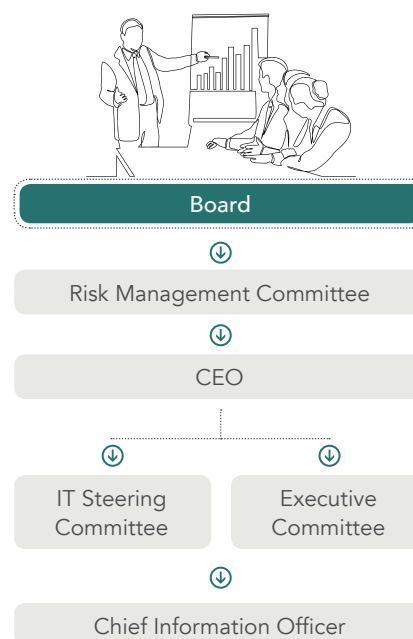 Board
Risk Management Committee
CEO
IT Steering
Committee
Executive
Committee
Chief Information Officer